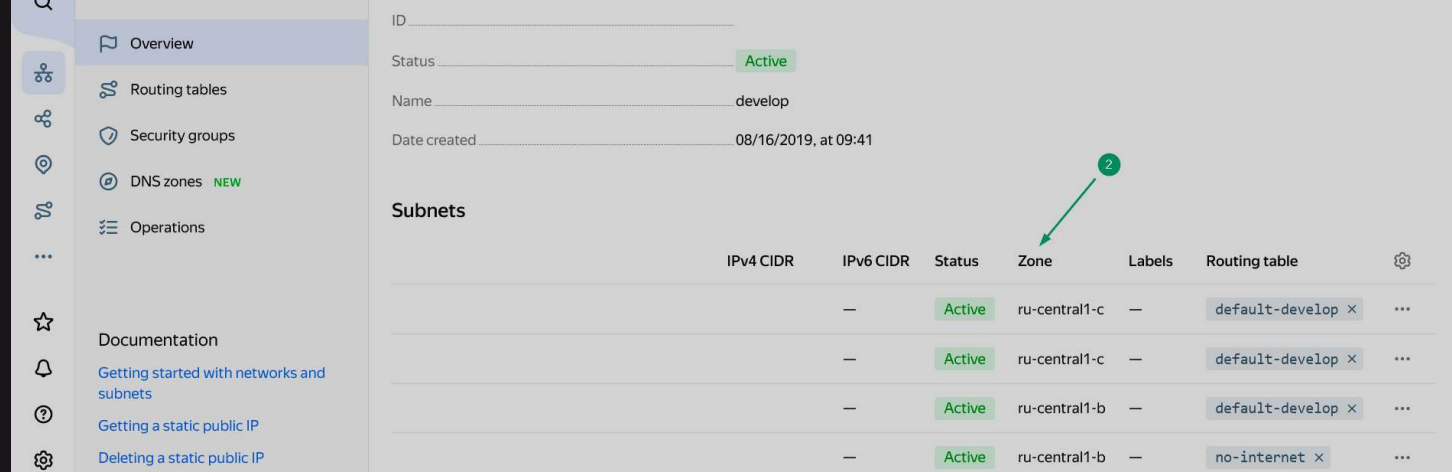 Overview
Routing tables
Security groups
DNS zones NEW
Operations
Documentation
Getting started with networks and
subnets
Getting a static public IP
Deleting a static public IP
ID
Status Active
Name develop
Date created 08/16/2019, at 09:41
2
Subnets
IPv4 CIDR IPv6 CIDR Status Zone Labels Routing table
— Active ru-central1-c — default-develop ×
— Active ru-central1-c — default-develop ×
— Active ru-central1-b — default-develop ×
— Active ru-central1-b — no-internet ×